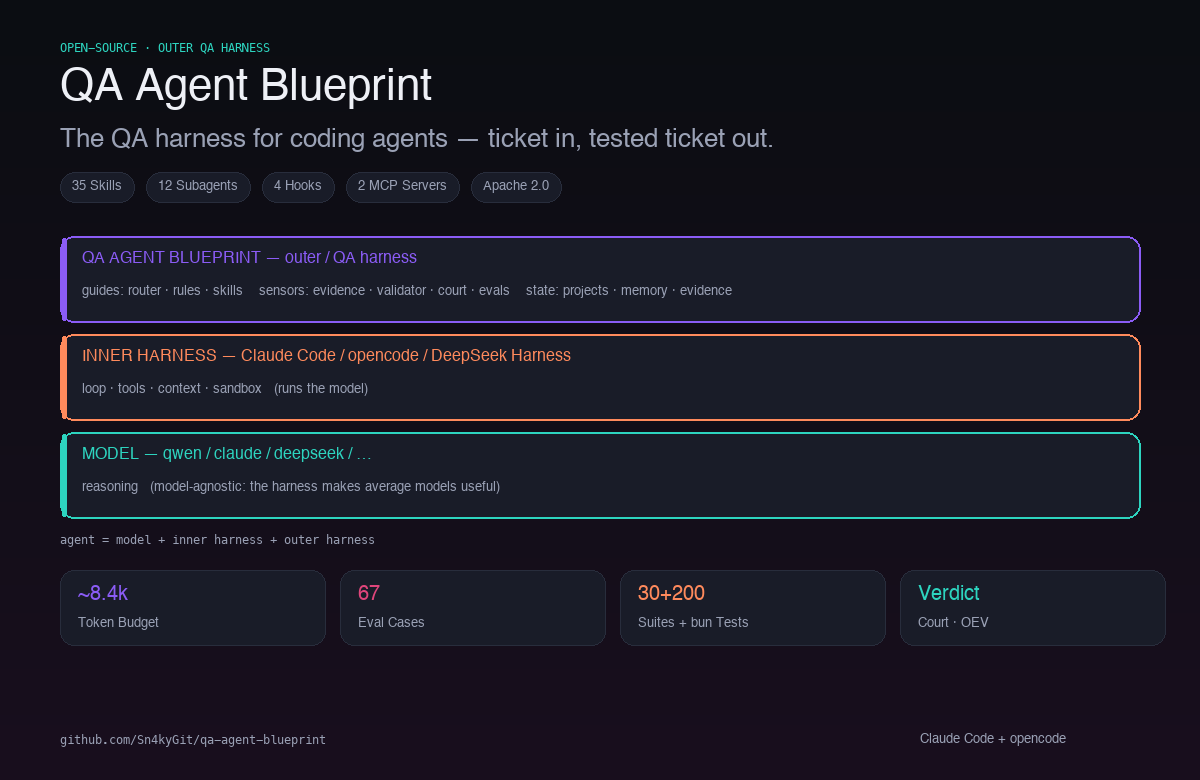 OPEN–SOURCE · OUTER QA HARNESS
QA Agent Blueprint
The QA harness for coding agents — ticket in, tested ticket out.
35 Skills 12 Subagents 4 Hooks 2 MCP Servers Apache 2.0
QA AGENT BLUEPRINT — outer / QA harness
guides: router · rules · skills sensors: evidence · validator · court · evals state: projects · memory · evidence
INNER HARNESS — Claude Code / opencode / DeepSeek Harness
loop · tools · context · sandbox (runs the model)
MODEL — qwen / claude / deepseek / …
reasoning (model-agnostic: the harness makes average models useful)
agent = model + inner harness + outer harness
~8.4k 67 30+200 Verdict
Token Budget Eval Cases Suites + bun Tests Court · OEV
github.com/Sn4kyGit/qa–agent–blueprint Claude Code + opencode